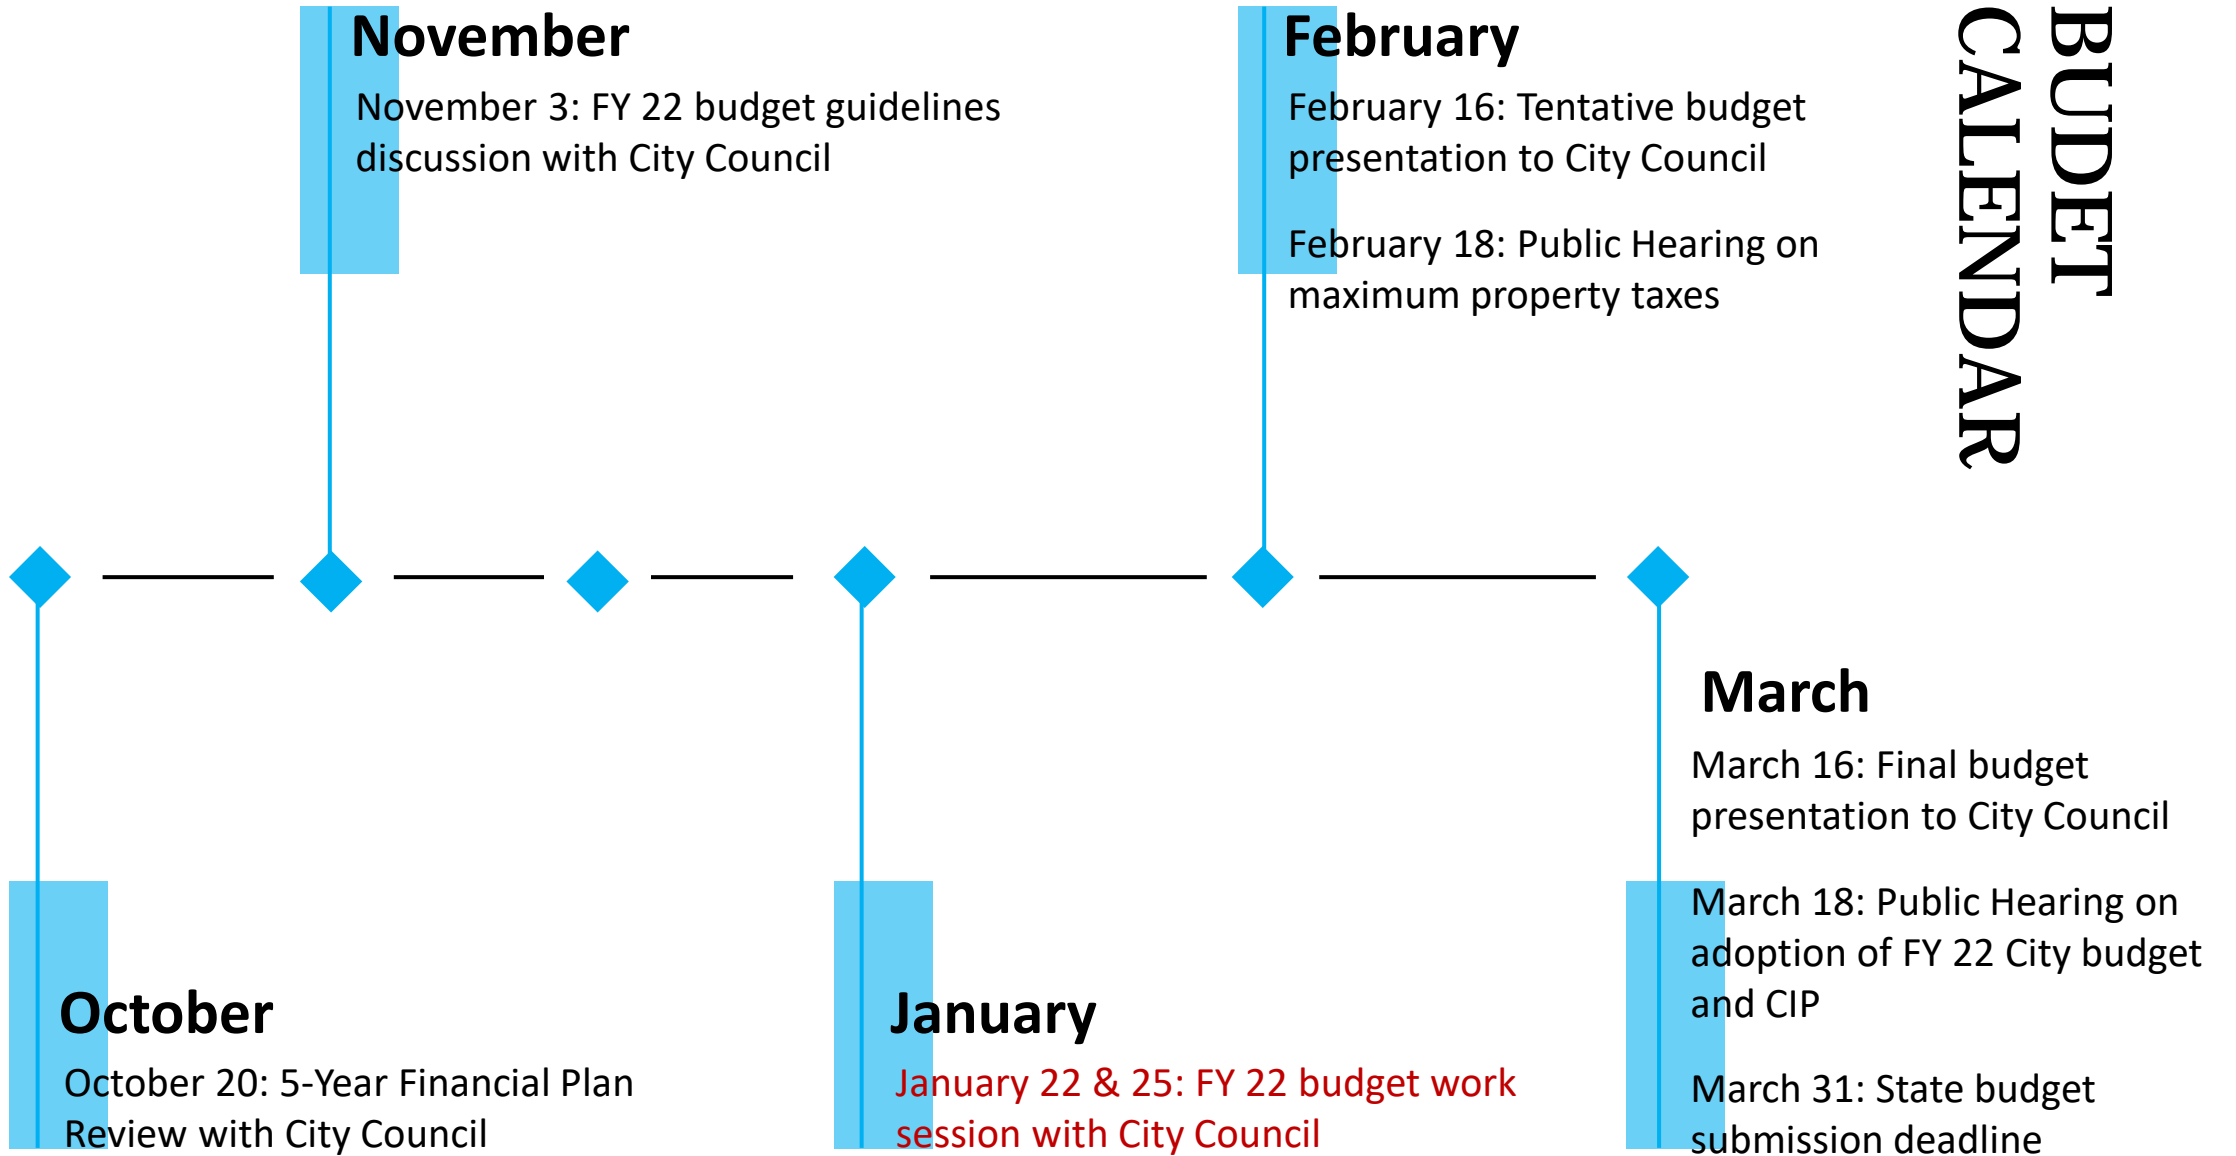 BUDGET
CALENDAR
November
November 3: FY 22 budget guidelines
discussion with City Council
February
February 16: Tentative budget
presentation to City Council
February 18: Public Hearing on
maximum property taxes
October
October 20: 5-Year Financial Plan
Review with City Council
January
January 22 & 25: FY 22 budget work
session with City Council
March
March 16: Final budget
presentation to City Council
March 18: Public Hearing on
adoption of FY 22 City budget
and CIP
March 31: State budget
submission deadline